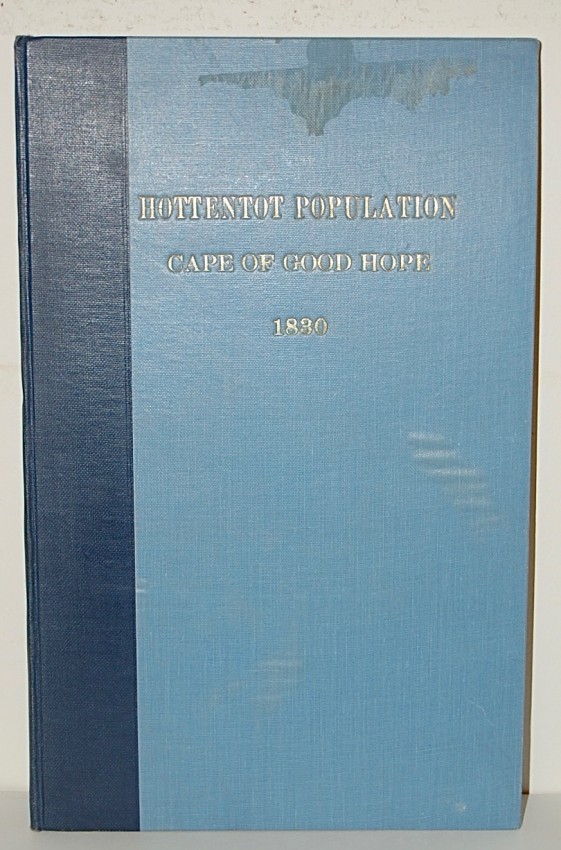 HOTTENTOT POPULATION
CAPE OF GOOD HOPE
1830